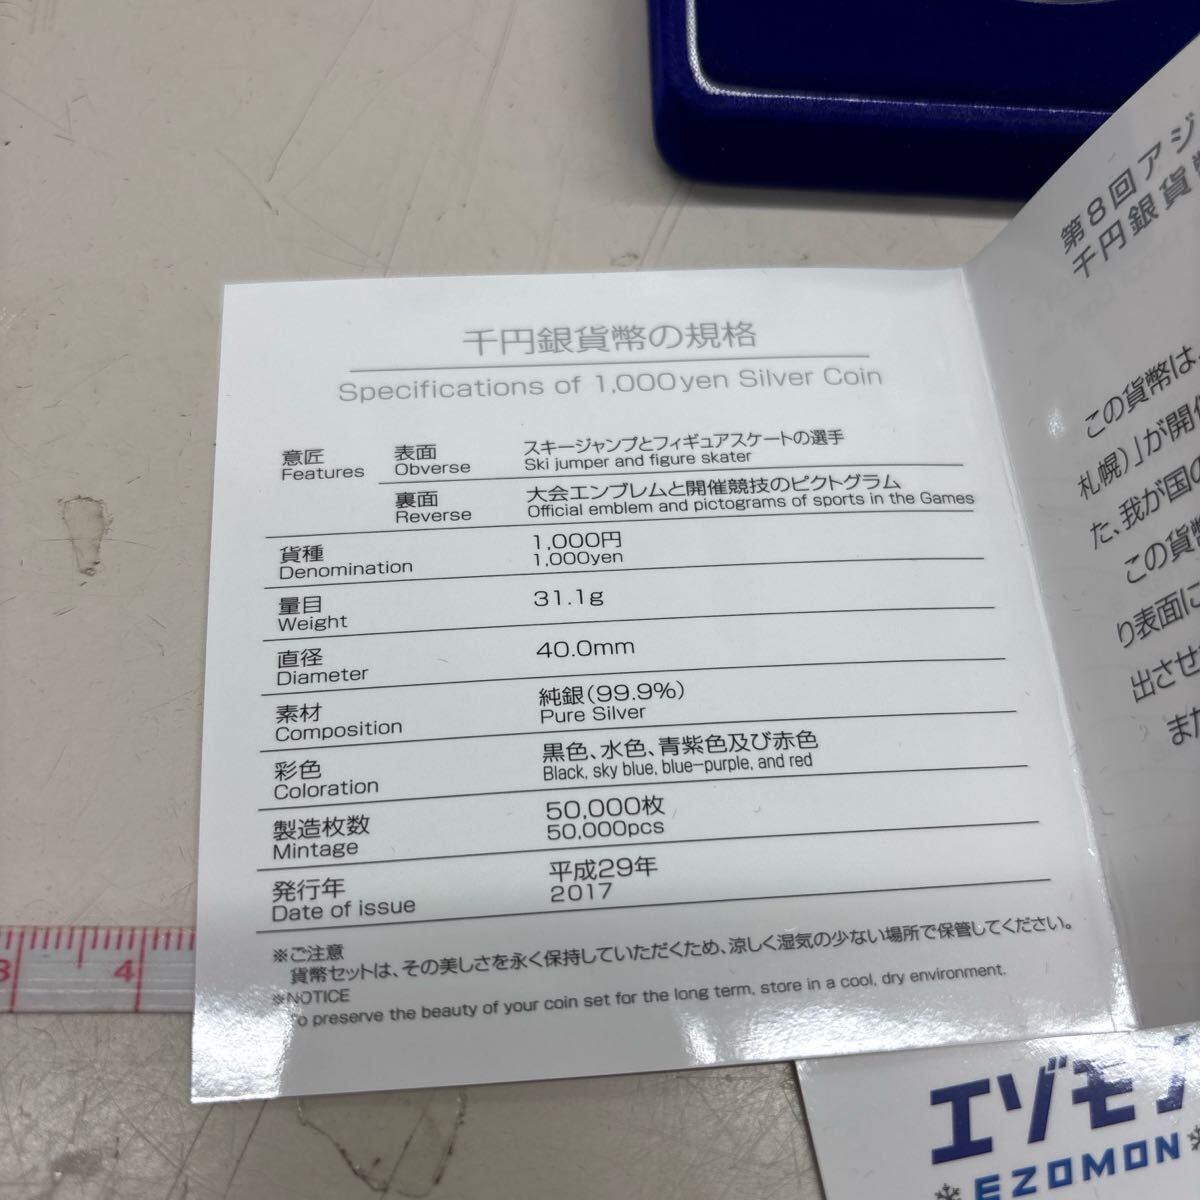 千円銀貨幣の規格
Specifications of 1,000yen Silver Coin
意匠
Features
表面
Obverse
スキージャンプとフィギュアスケートの選手
Ski jumper and figure skater
裏面
Reverse
大会エンブレムと開催競技のピクトグラム
Official emblem and pictograms of sports in the Games
貨種
Denomination
1,000円
1,000yen
量目
Weight
31.1g
直径
Diameter
40.0mm
素材
Composition
純銀(99.9%)
Pure Silver
彩色
Coloration
黒色、水色、青紫色及び赤色
Black, sky blue, blue-purple, and red
製造枚数
Mintage
50,000枚
50,000pcs
発行年
Date of issue
平成29年
2017
※ご注意
貨幣セットは、その美しさを永く保持していただくため、涼しく湿気の少ない場所で保管してください。
※NOTICE
To preserve the beauty of your coin set for the long term, store in a cool, dry environment.
第8回アジ
千円銀貨幣
この貨幣は
札幌)」が開催
た、我が国の
この貨幣
り表面に
出させ
また
3 4
エゾモン
EZOMON